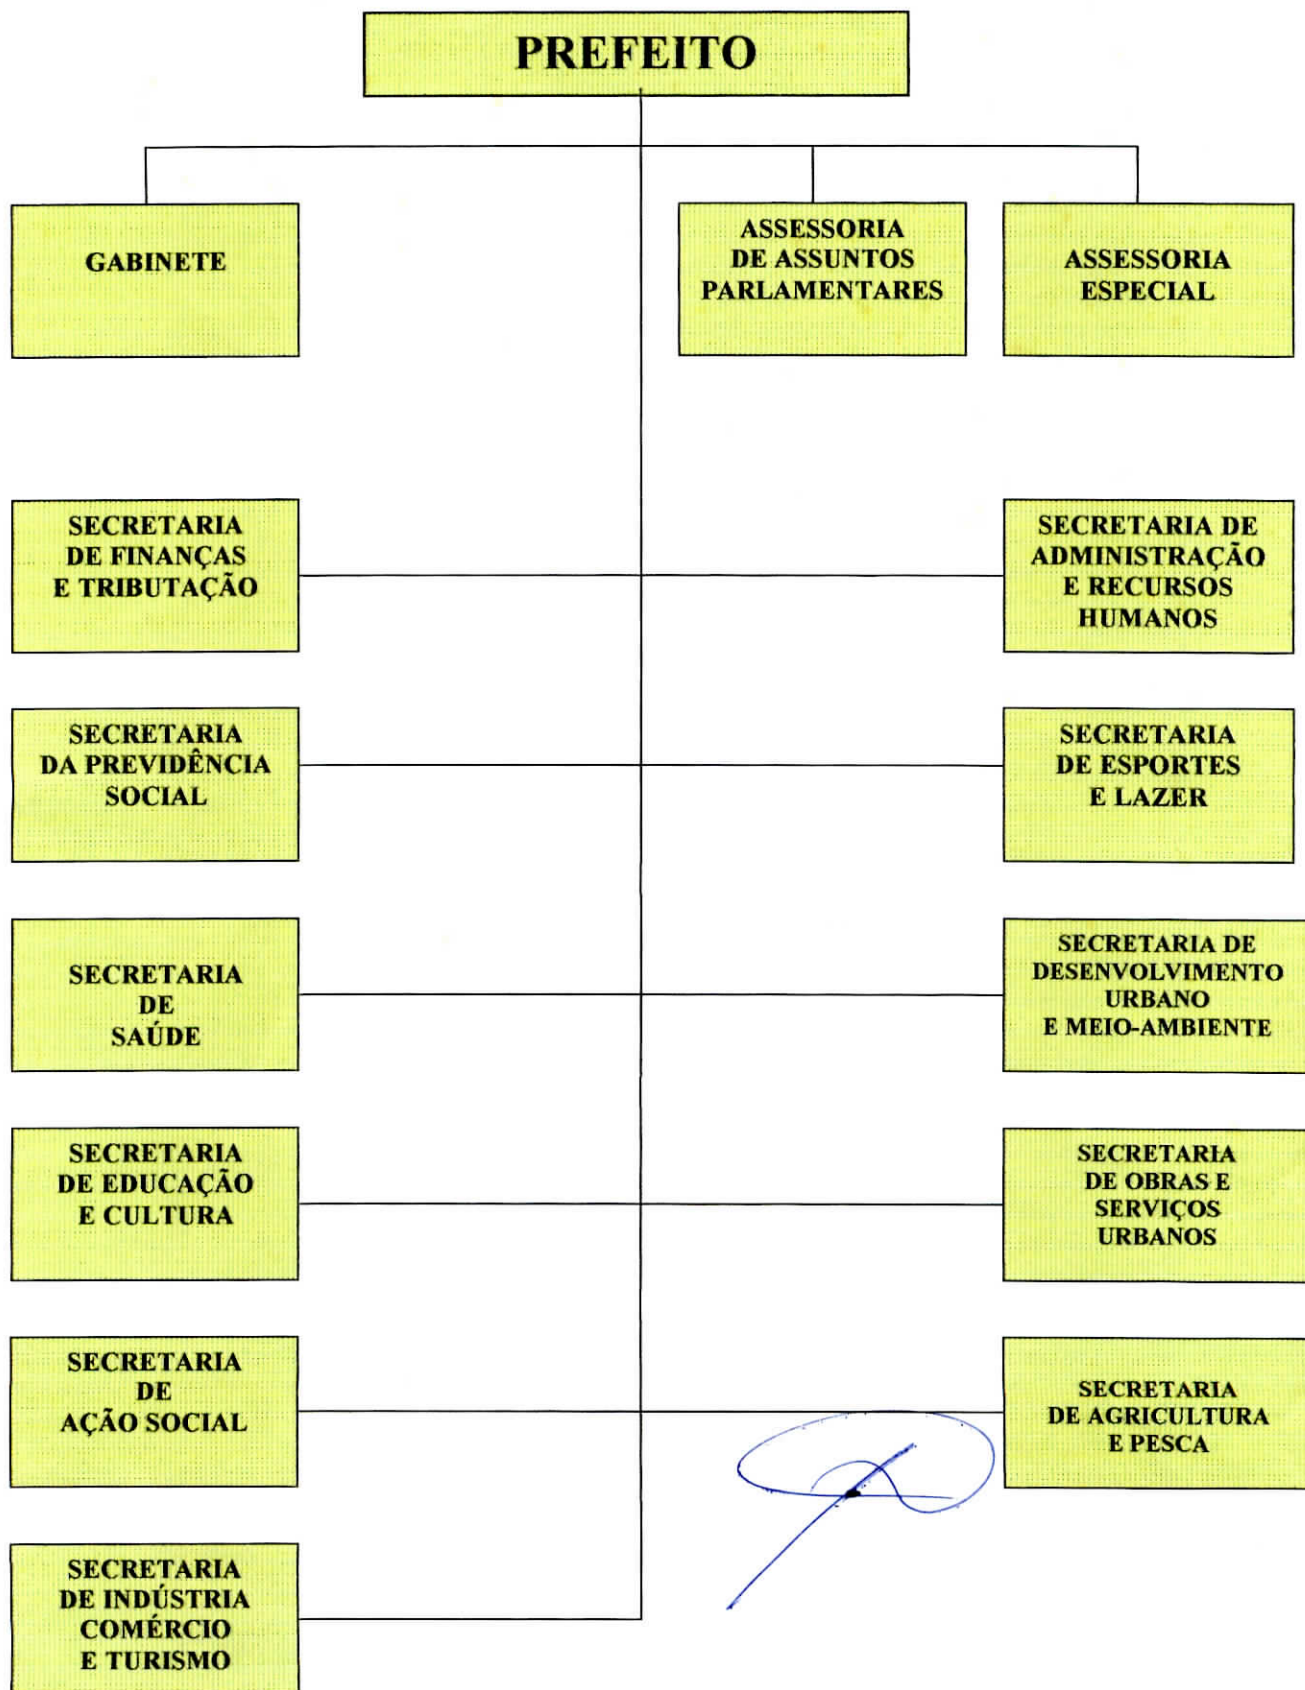 PREFEITO
GABINETE
ASSESSORIA
DE ASSUNTOS
PARLAMENTARES
ASSESSORIA
ESPECIAL
SECRETARIA
DE FINANÇAS
E TRIBUTAÇÃO
SECRETARIA DE
ADMINISTRAÇÃO
E RECURSOS
HUMANOS
SECRETARIA
DA PREVIDÊNCIA
SOCIAL
SECRETARIA
DE ESPORTES
E LAZER
SECRETARIA
DE
SAÚDE
SECRETARIA DE
DESENVOLVIMENTO
URBANO
E MEIO-AMBIENTE
SECRETARIA
DE EDUCAÇÃO
E CULTURA
SECRETARIA
DE OBRAS E
SERVIÇOS
URBANOS
SECRETARIA
DE
AÇÃO SOCIAL
SECRETARIA
DE AGRICULTURA
E PESCA
SECRETARIA
DE INDÚSTRIA
COMÉRCIO
E TURISMO